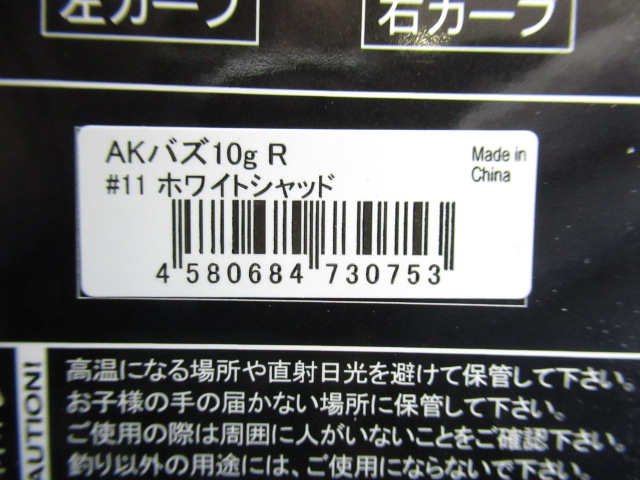 左カーブ
右カーブ
AKバズ10g R
#11 ホワイトシャッド
Made in
China
4 580684 730753
高温になる場所や直射日光を避けて保管して下さい。
お子様の手の届かない場所に保管して下さい。
ご使用の際は周囲に人がいないことをご確認下さい。
釣り以外の用途には、ご使用にならないで下さい。
CAUTION!